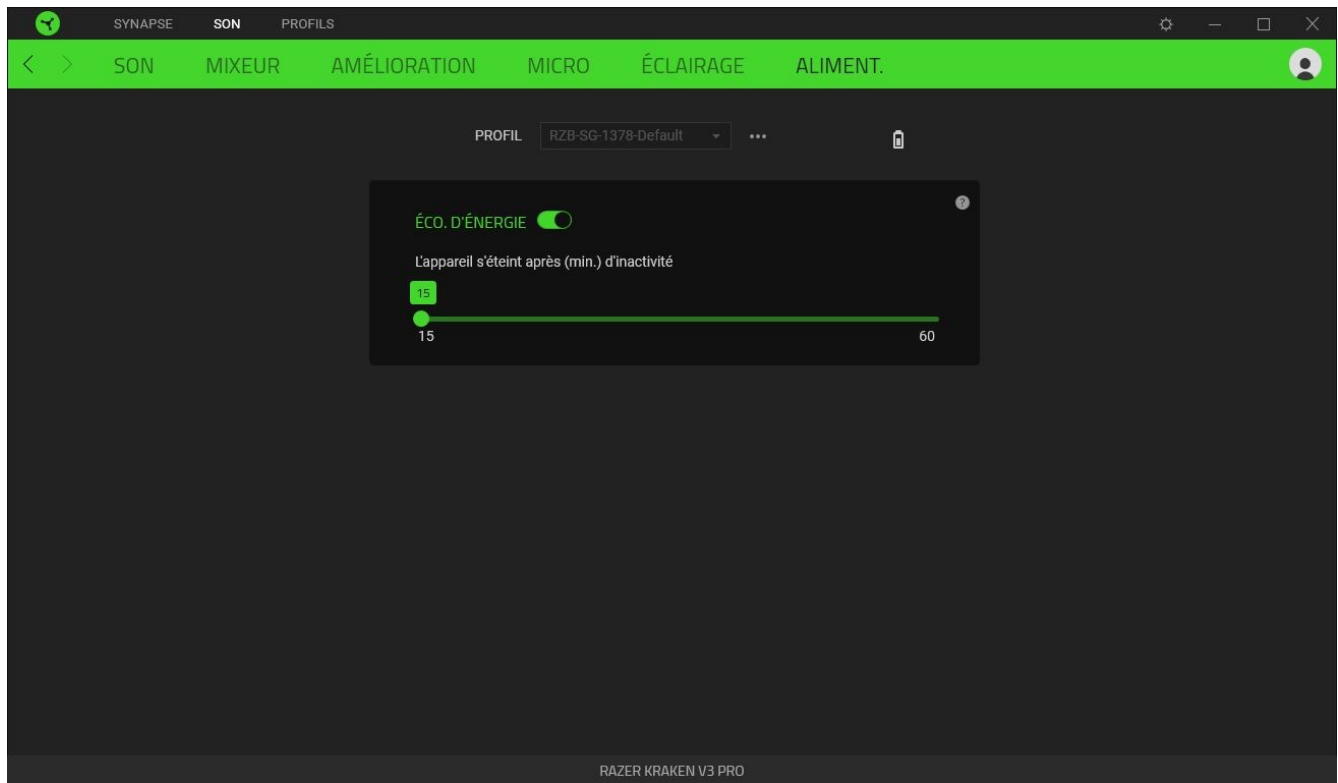 SYNAPSE SON PROFILS
SON MIXEUR AMÉLIORATION MICRO ÉCLAIRAGE ALIMENT.
PROFIL RZB-SG-1378-Default
ÉCO. D'ÉNERGIE
L'appareil s'éteint après (min.) d'inactivité
15
15 60
RAZER KRAKEN V3 PRO